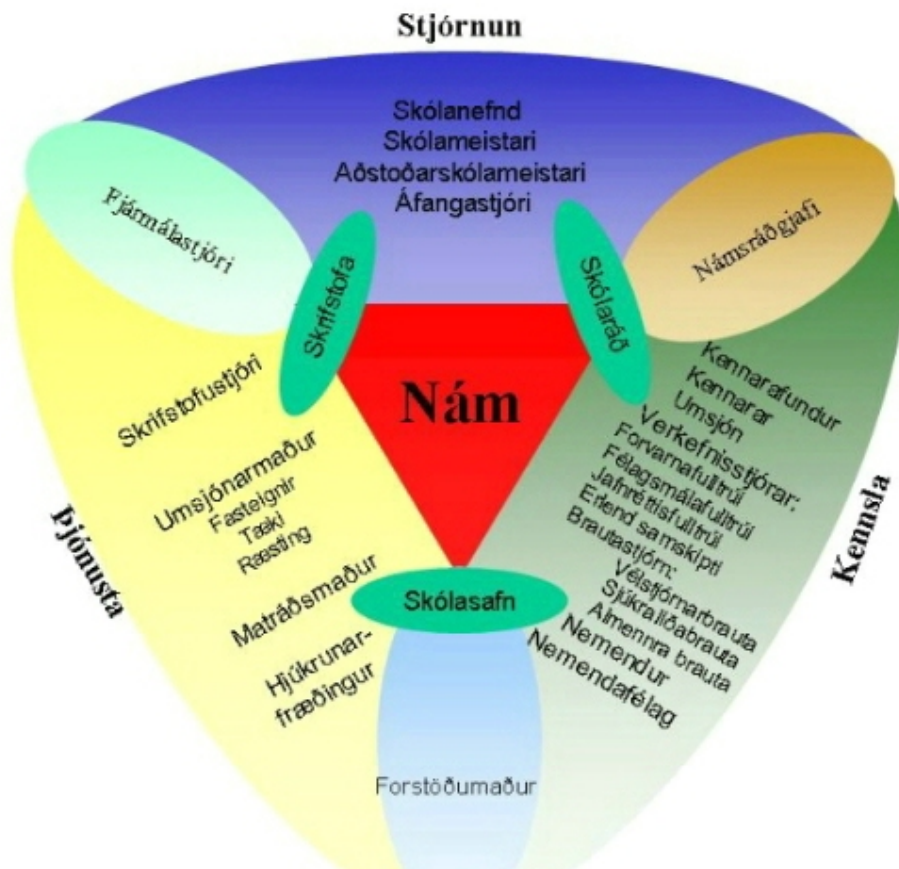 Stjórnun
Skólanefnd
Skólameistari
Aðstoðarskólameistari
Áfangastjóri
Fjármálastjóri
Námsráðgjafi
Skrifstofa
Skólaráð
Nám
Skrifstofustjóri
Umsjónarmaður
Fasteignir
Tæki
Ræsting
Matráðsmaður
Hjúkrunar-
fræðingur
Þjónusta
Kennarafundur
Kennarar
Umsjón
Verkefnisstjórar:
Forvarnafulltrúi
Félagsmálafulltrúi
Jafnréttisfulltrúi
Erlend samskipti
Brautastjórn:
Vélstjórnarbrauta
Sjúkraliðabrauta
Almennra brauta
Nemendur
Nemendafélag
Kennsla
Skólasafn
Forstöðumaður